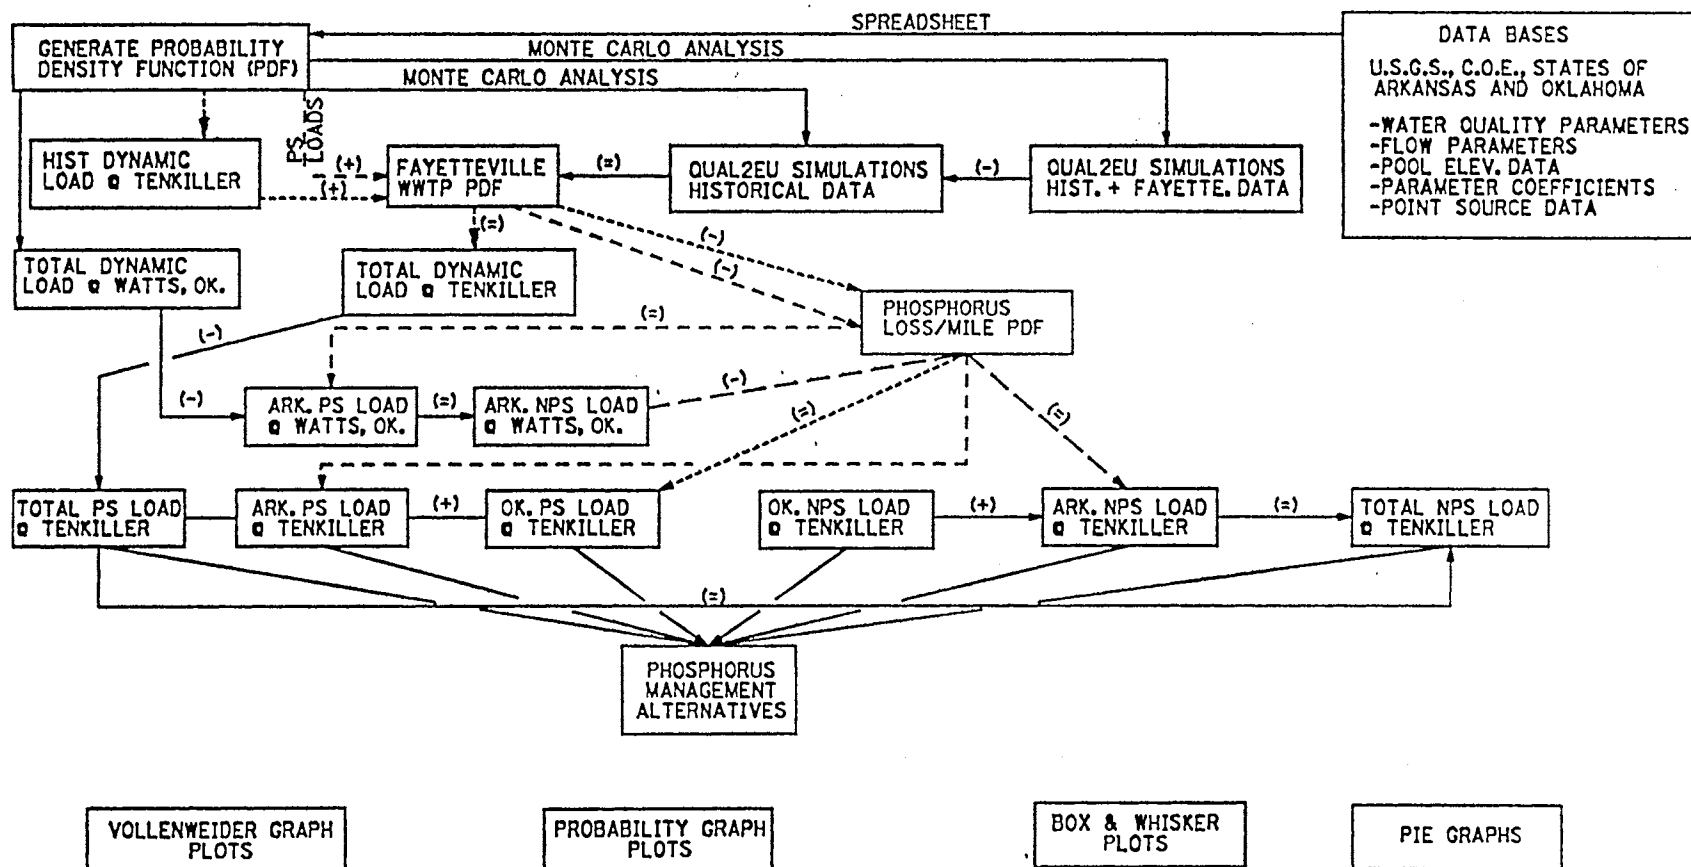 SPREADSHEET
GENERATE PROBABILITY
DENSITY FUNCTION (PDF)
MONTE CARLO ANALYSIS
MONTE CARLO ANALYSIS
DATA BASES
U.S.G.S., C.O.E., STATES OF
ARKANSAS AND OKLAHOMA
-WATER QUALITY PARAMETERS
-FLOW PARAMETERS
-POOL ELEV. DATA
-PARAMETER COEFFICIENTS
-POINT SOURCE DATA
PS
LOADS
HIST DYNAMIC
LOAD @ TENKILLER
(+)
(+)
FAYETTEVILLE
WWTP PDF
(=)
QUAL2EU SIMULATIONS
HISTORICAL DATA
(-)
QUAL2EU SIMULATIONS
HIST. + FAYETTE. DATA
(=)
(-)
(-)
TOTAL DYNAMIC
LOAD @ WATTS, OK.
TOTAL DYNAMIC
LOAD @ TENKILLER
PHOSPHORUS
LOSS/MILE PDF
(=)
(-)
(-)
ARK. PS LOAD
@ WATTS, OK.
(=)
ARK. NPS LOAD
@ WATTS, OK.
(-)
(=)
(=)
TOTAL PS LOAD
@ TENKILLER
ARK. PS LOAD
@ TENKILLER
(+)
OK. PS LOAD
@ TENKILLER
OK. NPS LOAD
@ TENKILLER
(+)
ARK. NPS LOAD
@ TENKILLER
(=)
TOTAL NPS LOAD
@ TENKILLER
(=)
PHOSPHORUS
MANAGEMENT
ALTERNATIVES
VOLLENWEIDER GRAPH
PLOTS
PROBABILITY GRAPH
PLOTS
BOX & WHISKER
PLOTS
PIE GRAPHS